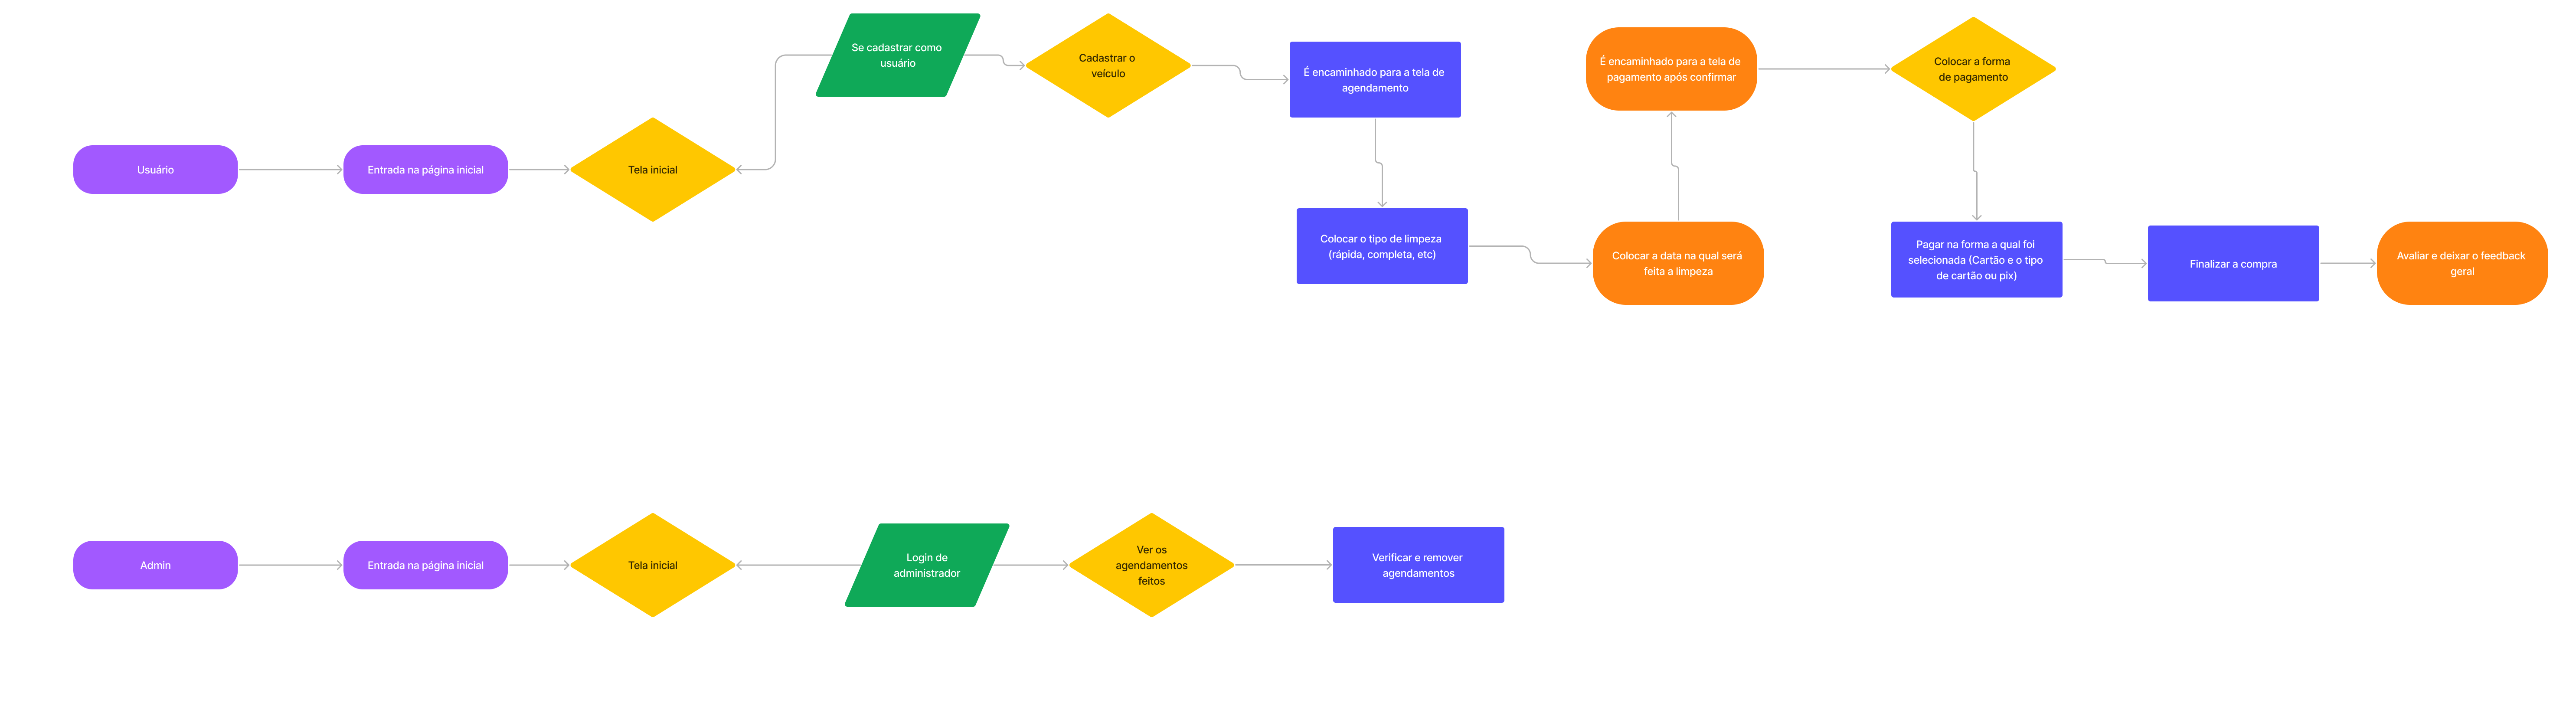 Se cadastrar como
usuário
Cadastrar o
veículo
É encaminhado para a tela de
agendamento
É encaminhado para a tela de
pagamento após confirmar
Colocar a forma
de pagamento
Usuário
Entrada na página inicial
Tela inicial
Colocar o tipo de limpeza
(rápida, completa, etc)
Colocar a data na qual será
feita a limpeza
Pagar na forma a qual foi
selecionada (Cartão e o tipo
de cartão ou pix)
Finalizar a compra
Avaliar e deixar o feedback
geral
Admin
Entrada na página inicial
Tela inicial
Login de
administrador
Ver os
agendamentos
feitos
Verificar e remover
agendamentos